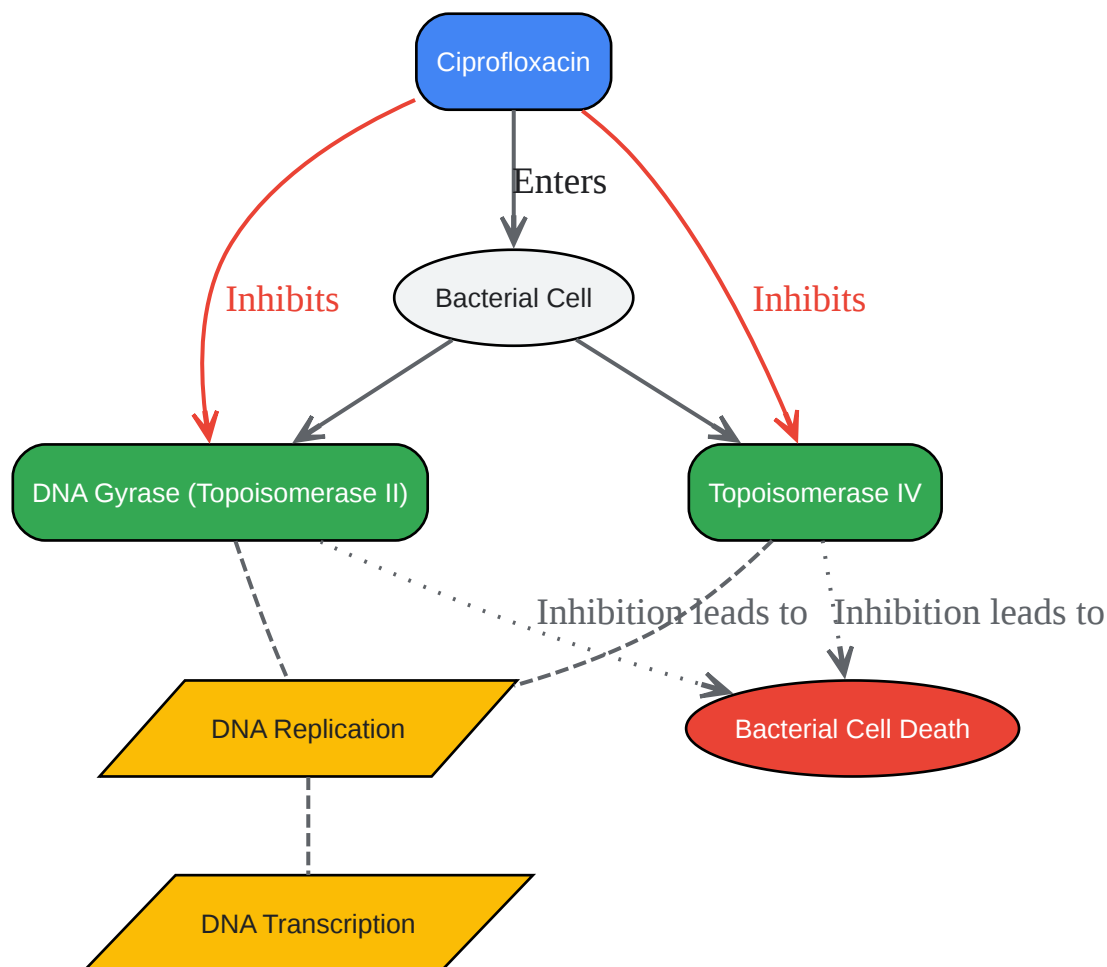 Ciprofloxacin
Enters
Inhibits
Bacterial Cell
Inhibits
DNA Gyrase (Topoisomerase II)
Topoisomerase IV
Inhibition leads to
Inhibition leads to
DNA Replication
Bacterial Cell Death
DNA Transcription